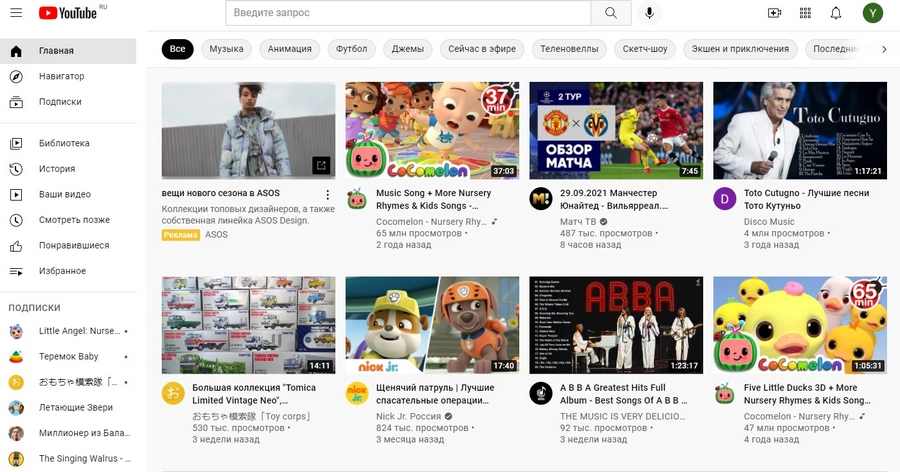 YouTube RU
Введите запрос
Y
Главная
Навигатор
Подписки
Библиотека
История
Ваши видео
Смотреть позже
Понравившиеся
Избранное
ПОДПИСКИ
Little Angel: Nurse...
Теремок Baby
おもちゃ模索隊「...
Летающие Звери
Миллионер из Бала...
The Singing Walrus - ...
Все
Музыка
Анимация
Футбол
Джемы
Сейчас в эфире
Теленовеллы
Скетч-шоу
Экшен и приключения
Последни
вещи нового сезона в ASOS
Коллекции топовых дизайнеров, а также
собственная линейка ASOS Design.
Реклама ASOS
37 min
CoComelon
37:03
Music Song + More Nursery
Rhymes & Kids Songs -...
Cocomelon - Nursery Rhy...
65 млн просмотров •
2 года назад
2 ТУР
ОБЗОР
МАТЧА
7:45
М!
29.09.2021 Манчестер
Юнайтед - Вильярреал....
Матч ТВ
487 тыс. просмотров •
8 часов назад
Toto Cutugno
1:17:21
D
Toto Cutugno - Лучшие песни
Тото Кутуньо
Disco Music
4 млн просмотров •
3 года назад
14:11
お
Большая коллекция "Tomica
Limited Vintage Neo",...
おもちゃ模索隊「Toy corps」
530 тыс. просмотров •
3 недели назад
nick jr.
17:40
nick jr.
Щенячий патруль | Лучшие
спасательные операции...
Nick Jr. Россия
824 тыс. просмотров •
3 месяца назад
ABBA
1:23:17
A B B A Greatest Hits Full
Album - Best Songs Of A B B ...
THE MUSIC IS VERY DELICIO...
92 тыс. просмотров •
3 недели назад
65 min
CoComelon
1:05:31
Five Little Ducks 3D + More
Nursery Rhymes & Kids Song...
Cocomelon - Nursery Rhy...
47 млн просмотров •
4 года назад